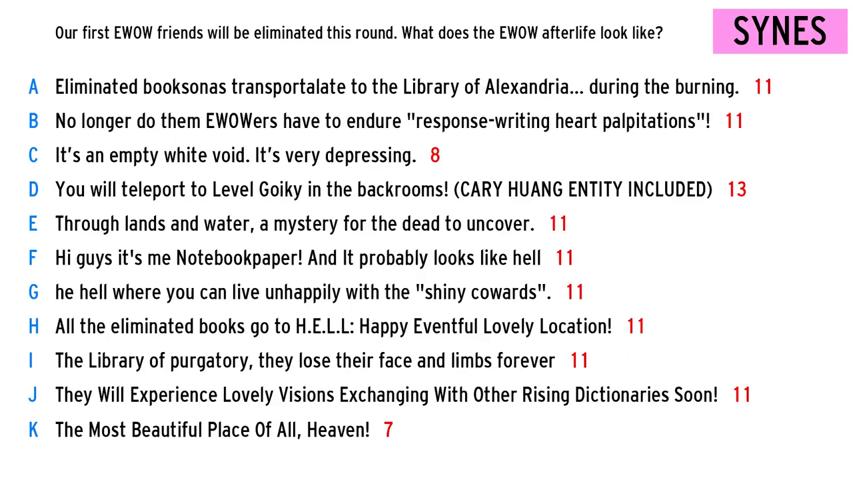 Our first EWOW friends will be eliminated this round. What does the EWOW afterlife look like?
SYNES
A Eliminated booksonas transportalate to the Library of Alexandria... during the burning. 11
B No longer do them EWOWers have to endure "response-writing heart palpitations"! 11
C It's an empty white void. It's very depressing. 8
D You will teleport to Level Goiky in the backrooms! (CARY HUANG ENTITY INCLUDED) 13
E Through lands and water, a mystery for the dead to uncover. 11
F Hi guys it's me Notebookpaper! And It probably looks like hell 11
G he hell where you can live unhappily with the "shiny cowards". 11
H All the eliminated books go to H.E.L.L: Happy Eventful Lovely Location! 11
I The Library of purgatory, they lose their face and limbs forever 11
J They Will Experience Lovely Visions Exchanging With Other Rising Dictionaries Soon! 11
K The Most Beautiful Place Of All, Heaven! 7